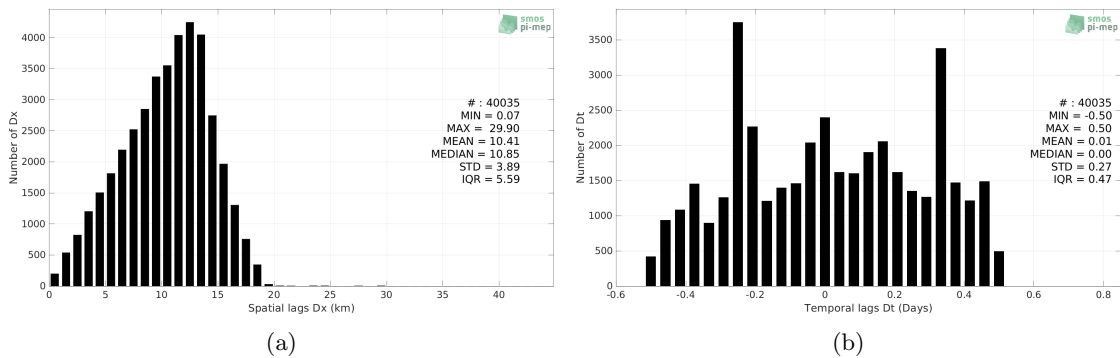 smos
pi-mep
4000
3500
3000
2500
2000
1500
1000
500
0
Number of Dx
# : 40035
MIN = 0.07
MAX = 29.90
MEAN = 10.41
MEDIAN = 10.85
STD = 3.89
IQR = 5.59
0 5 10 15 20 25 30 35 40
Spatial lags Dx (km)
(a)
smos
pi-mep
3500
3000
2500
2000
1500
1000
500
0
Number of Dt
# : 40035
MIN = -0.50
MAX = 0.50
MEAN = 0.01
MEDIAN = 0.00
STD = 0.27
IQR = 0.47
-0.6 -0.4 -0.2 0 0.2 0.4 0.6 0.8
Temporal lags Dt (Days)
(b)